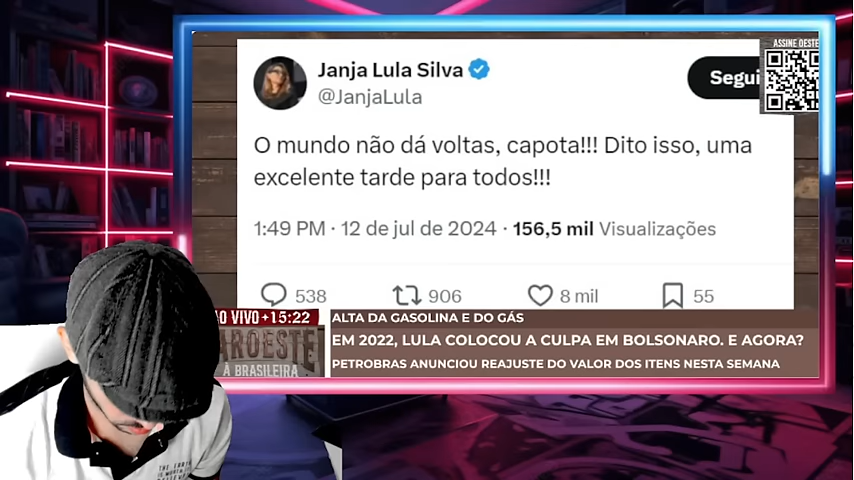 ASSINE OESTE
Janja Lula Silva
@JanjaLula
Segui
O mundo não dá voltas, capota!!! Dito isso, uma
excelente tarde para todos!!!
1:49 PM · 12 de jul de 2024 · 156,5 mil Visualizações
538 906 8 mil 55
O VIVO +15:22
AROESTE
À BRASILEIRA
ALTA DA GASOLINA E DO GÁS
EM 2022, LULA COLOCOU A CULPA EM BOLSONARO. E AGORA?
PETROBRAS ANUNCIOU REAJUSTE DO VALOR DOS ITENS NESTA SEMANA